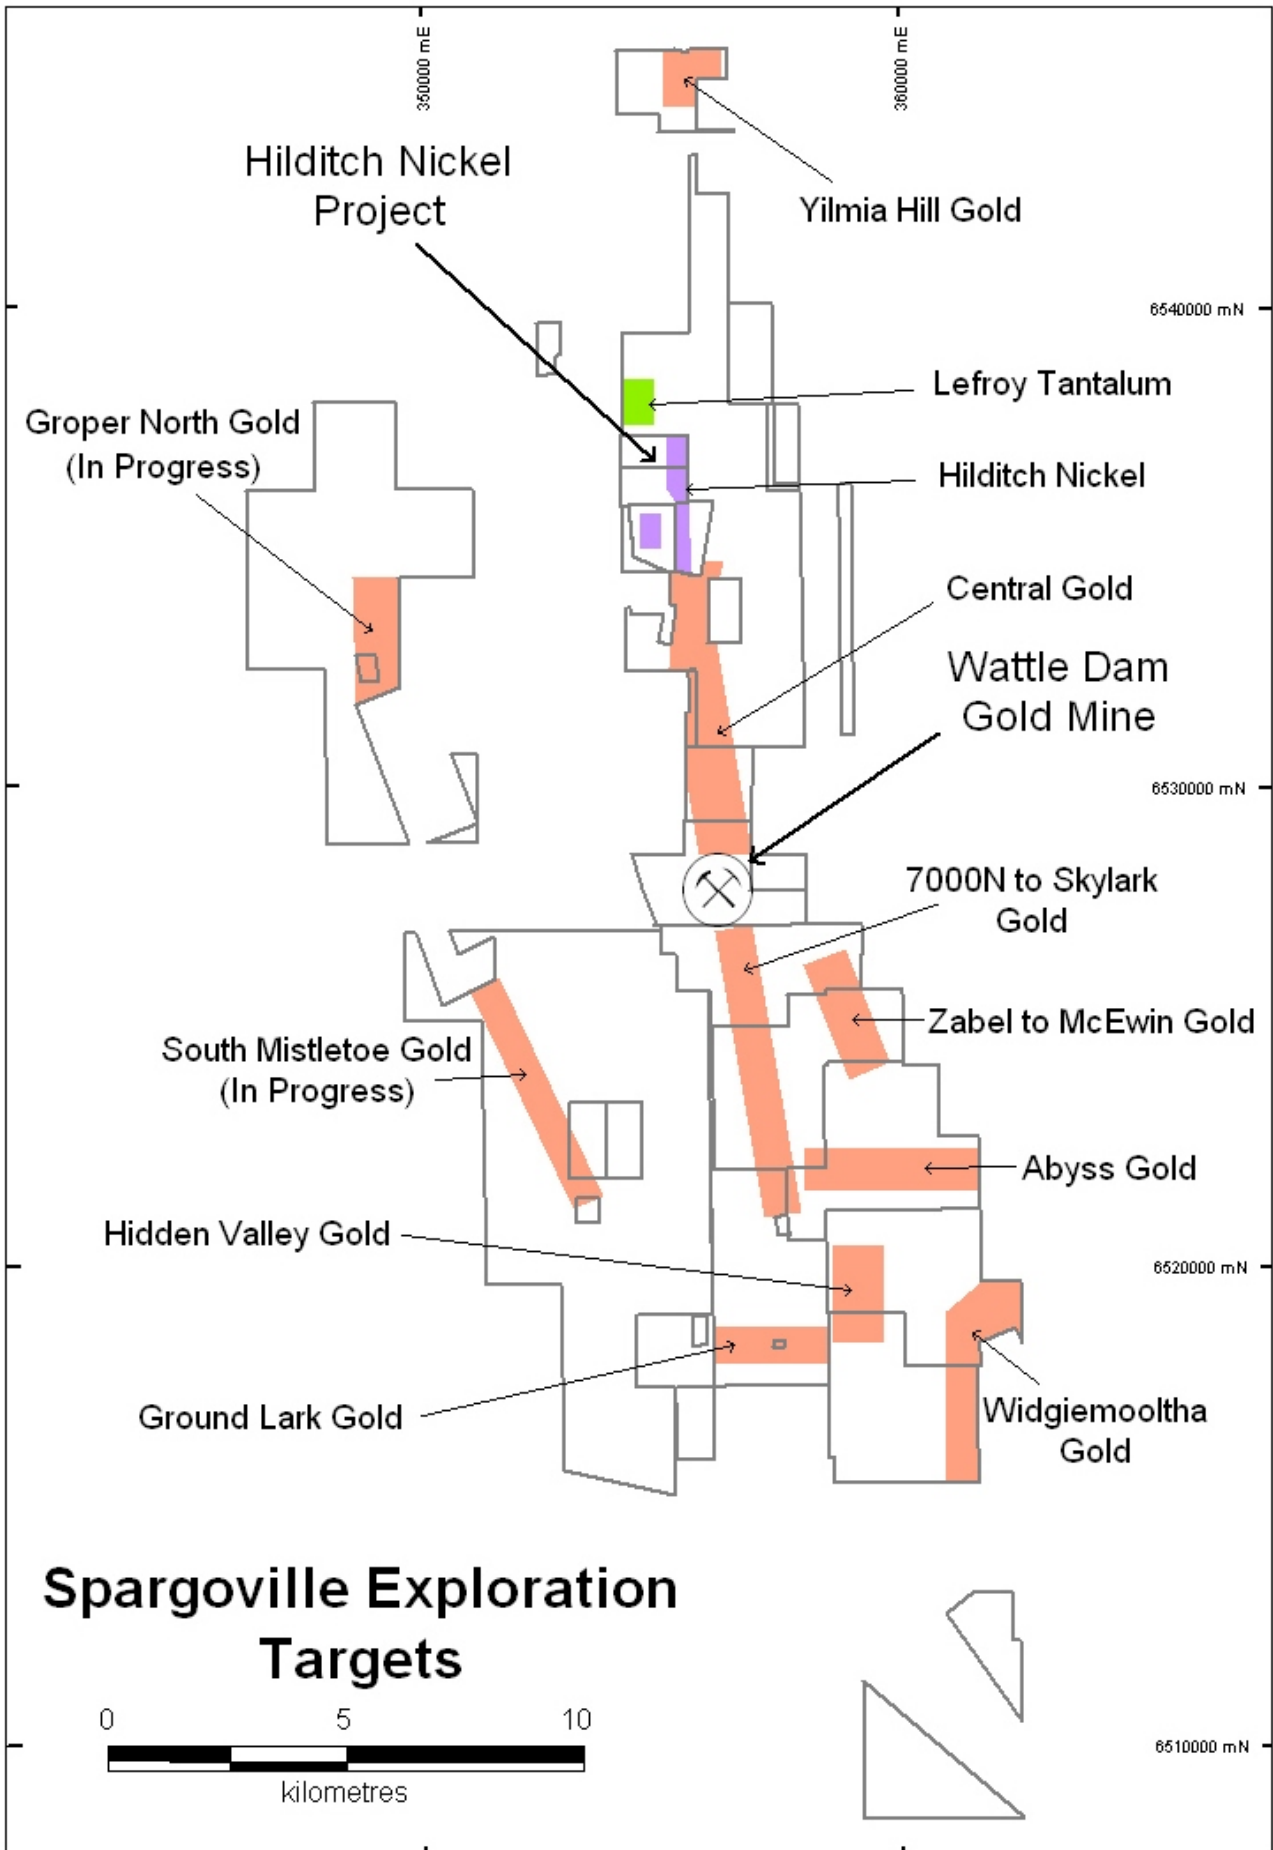 350000 mE
360000 mE
Hilditch Nickel
Project
Yilmia Hill Gold
6540000 mN
Lefroy Tantalum
Groper North Gold
(In Progress)
Hilditch Nickel
Central Gold
Wattle Dam
Gold Mine
6530000 mN
7000N to Skylark
Gold
Zabel to McEwin Gold
South Mistletoe Gold
(In Progress)
Abyss Gold
Hidden Valley Gold
6520000 mN
Ground Lark Gold
Widgiemooltha
Gold
Spargoville Exploration
Targets
0 5 10
kilometres
6510000 mN